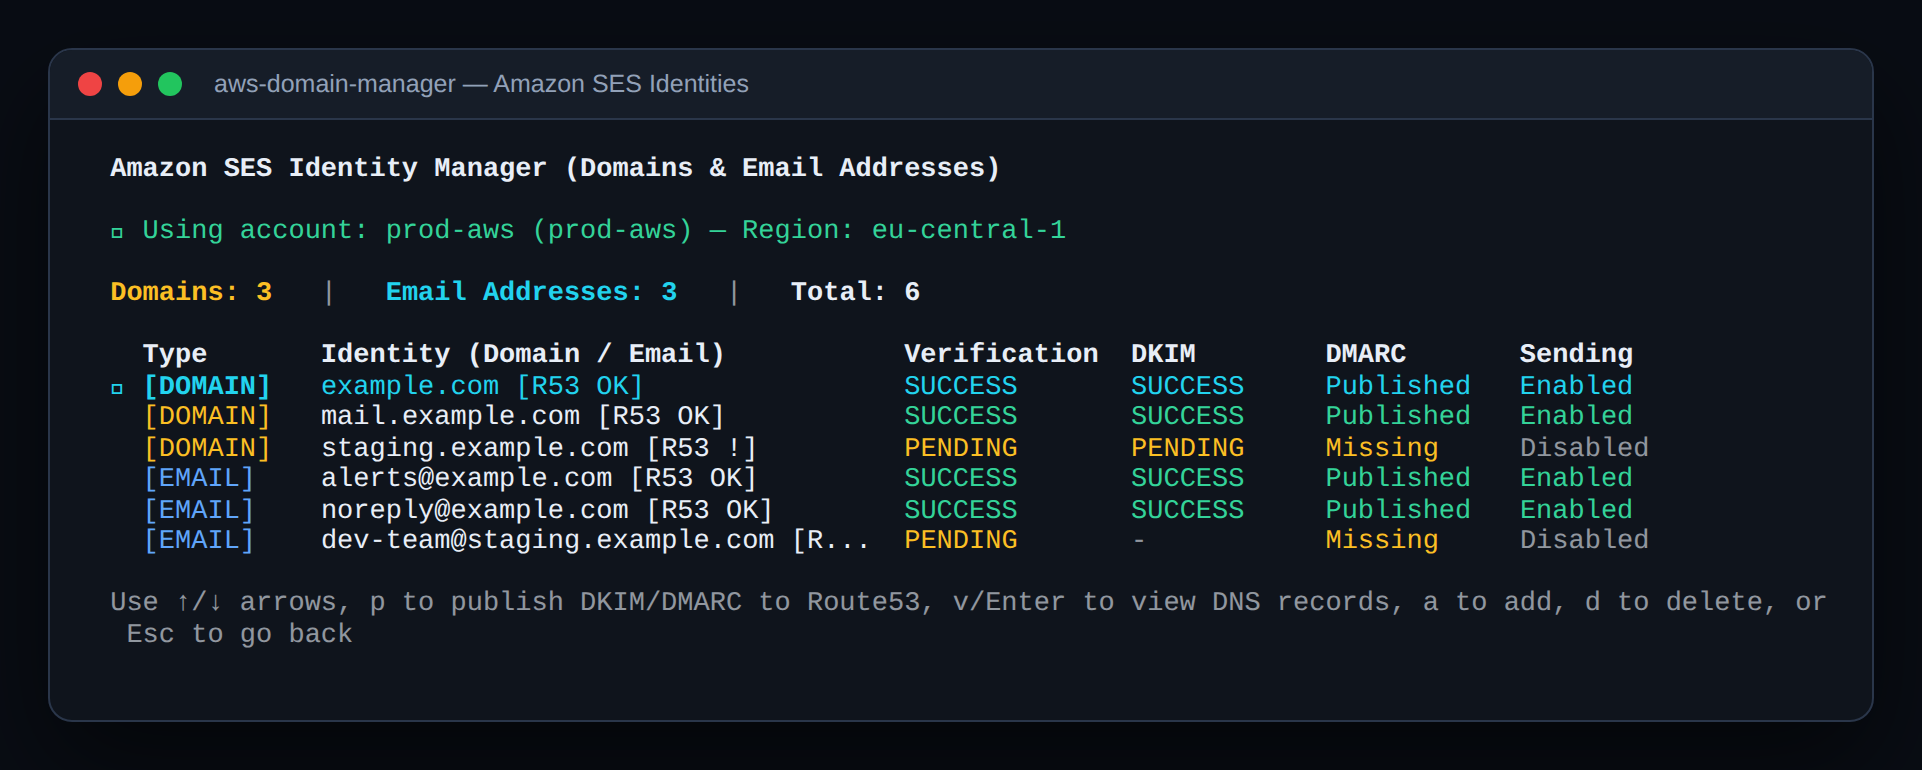 aws-domain-manager — Amazon SES Identities
Amazon SES Identity Manager (Domains & Email Addresses)
Using account: prod-aws (prod-aws) — Region: eu-central-1
Domains: 3 | Email Addresses: 3 | Total: 6
Type Identity (Domain / Email) Verification DKIM DMARC Sending
[DOMAIN] example.com [R53 OK] SUCCESS SUCCESS Published Enabled
[DOMAIN] mail.example.com [R53 OK] SUCCESS SUCCESS Published Enabled
[DOMAIN] staging.example.com [R53 !] PENDING PENDING Missing Disabled
[EMAIL] alerts@example.com [R53 OK] SUCCESS SUCCESS Published Enabled
[EMAIL] noreply@example.com [R53 OK] SUCCESS SUCCESS Published Enabled
[EMAIL] dev-team@staging.example.com [R... PENDING - Missing Disabled
Use ↑/↓ arrows, p to publish DKIM/DMARC to Route53, v/Enter to view DNS records, a to add, d to delete, or
Esc to go back